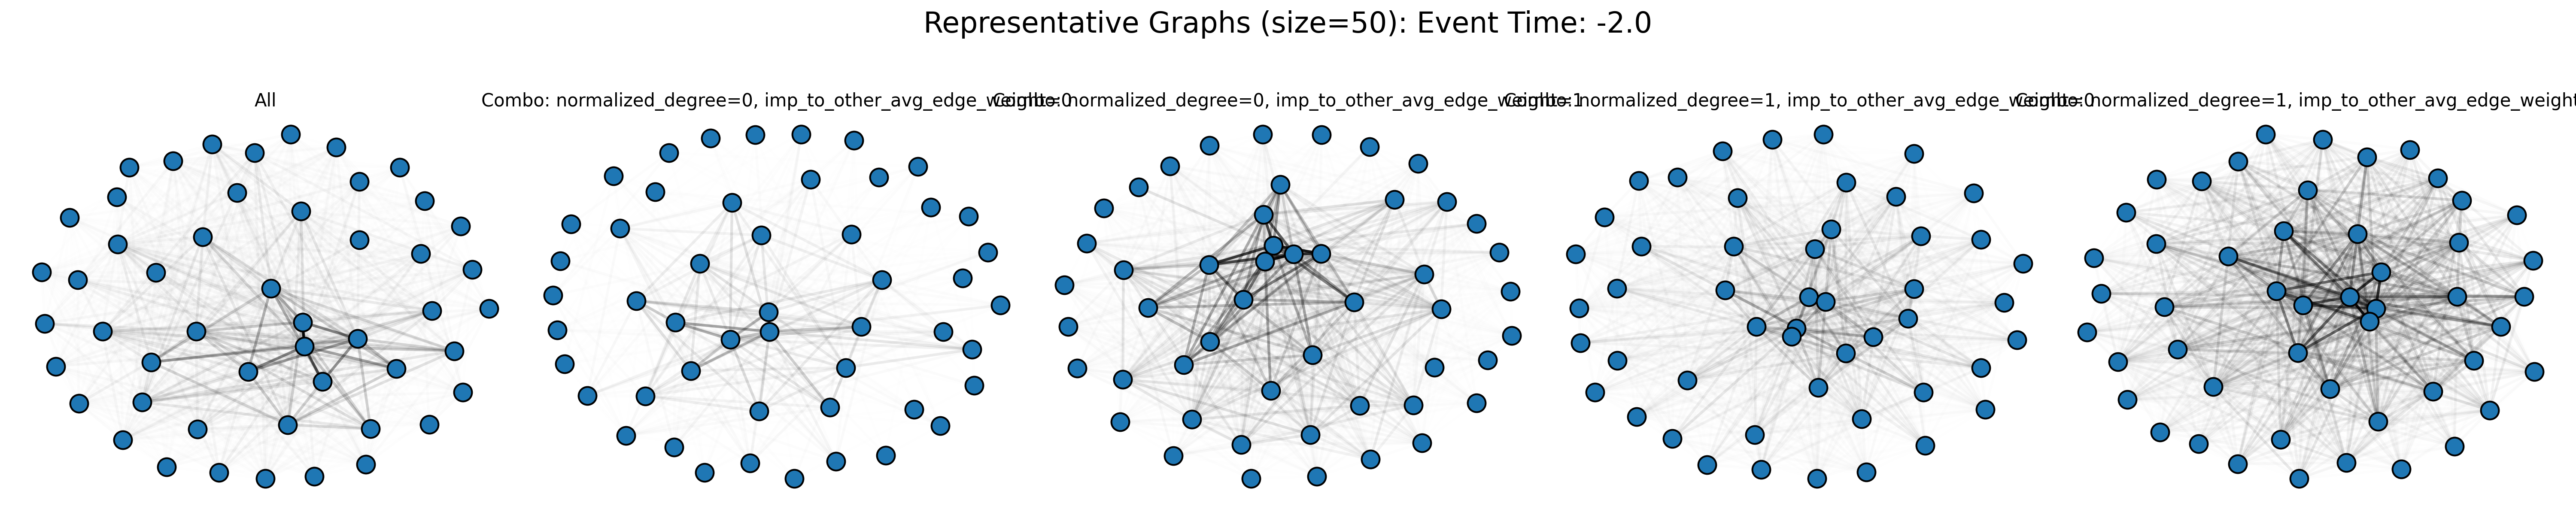 Representative Graphs (size=50): Event Time: -2.0
All
Combo: normalized_degree=0, imp_to_other_avg_edge_weight=0
Combo: normalized_degree=0, imp_to_other_avg_edge_weight=1
Combo: normalized_degree=1, imp_to_other_avg_edge_weight=0
Combo: normalized_degree=1, imp_to_other_avg_edge_weight